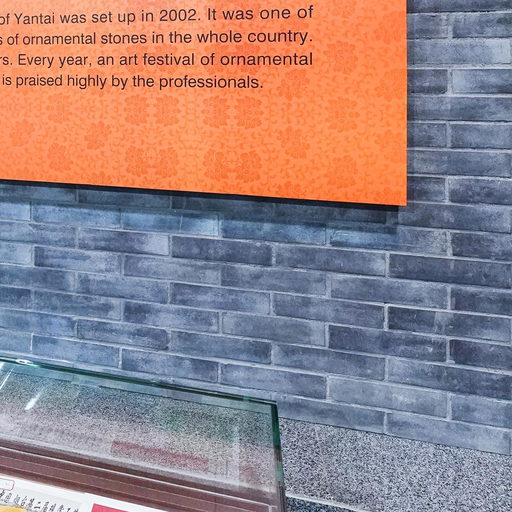 of Yantai was set up in 2002. It was one of
s of ornamental stones in the whole country.
rs. Every year, an art festival of ornamental
is praised highly by the professionals.